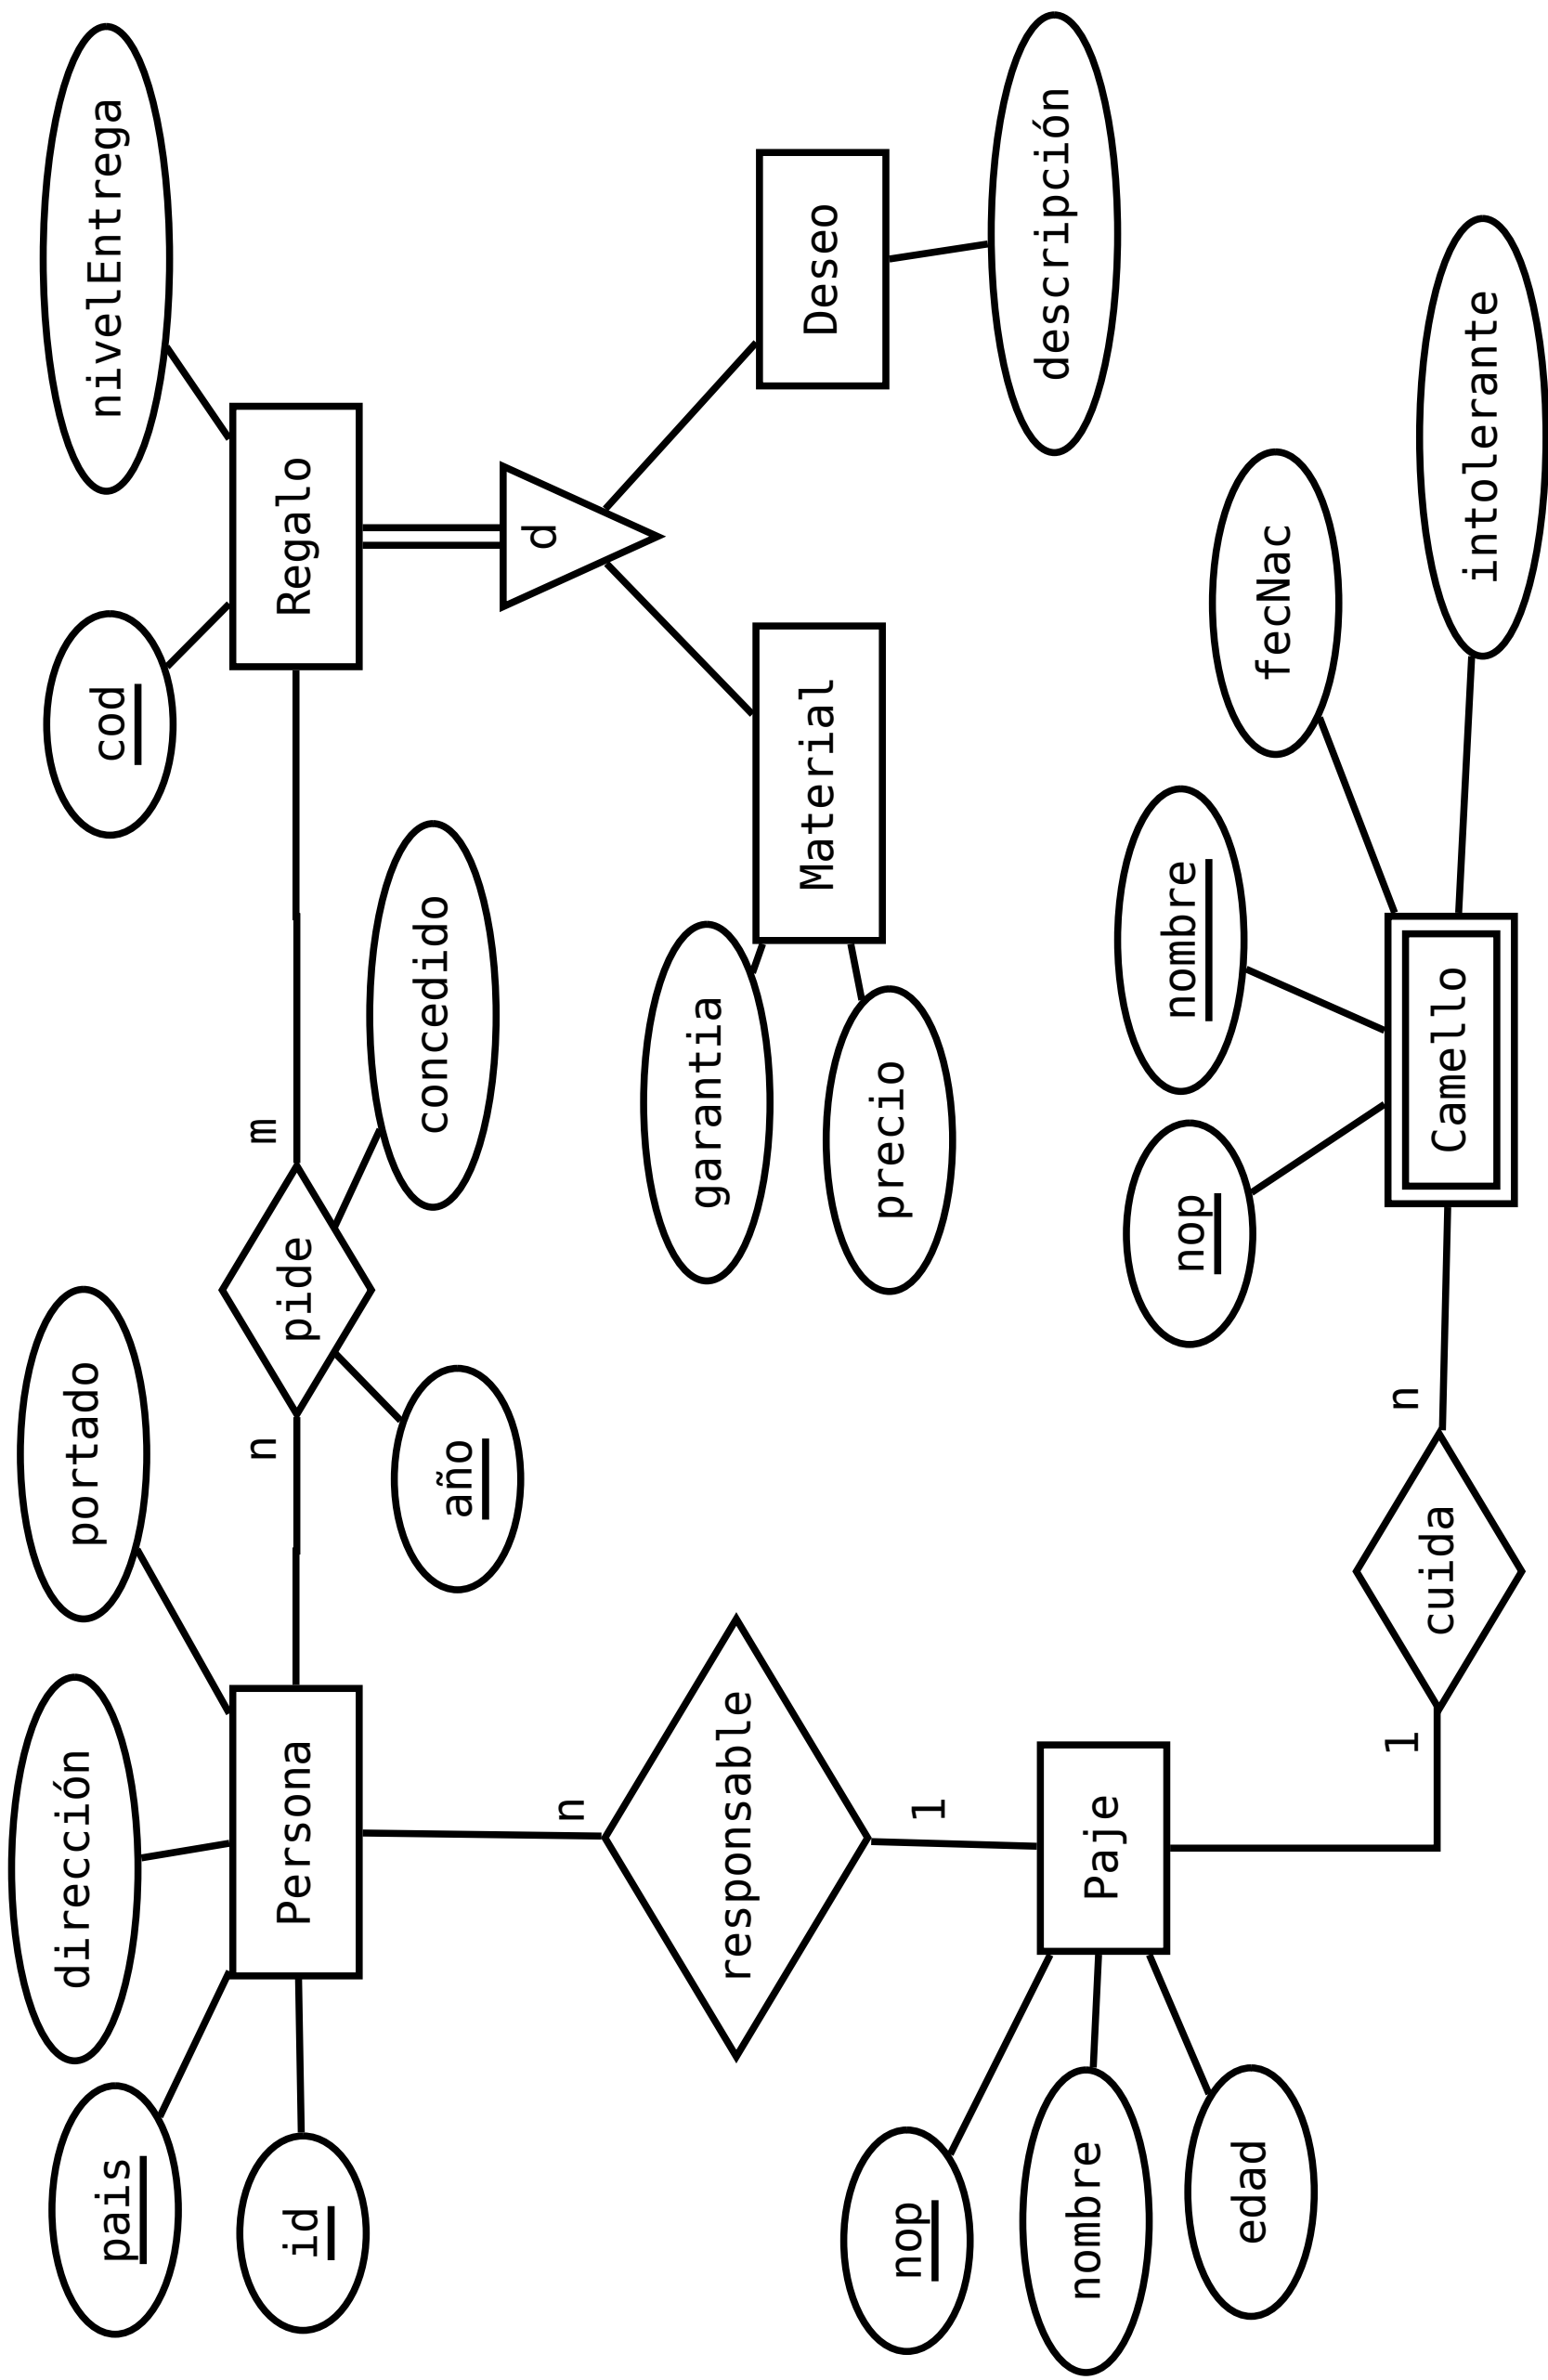 pais
dirección
portado
cod
nivelEntrega
id
Persona
n
pide
m
Regalo
año
concedido
d
n
responsable
garantia
Material
Deseo
precio
1
descripción
nop
nombre
edad
Paje
nop
nombre
fecNac
1
cuida
n
Camello
intolerante